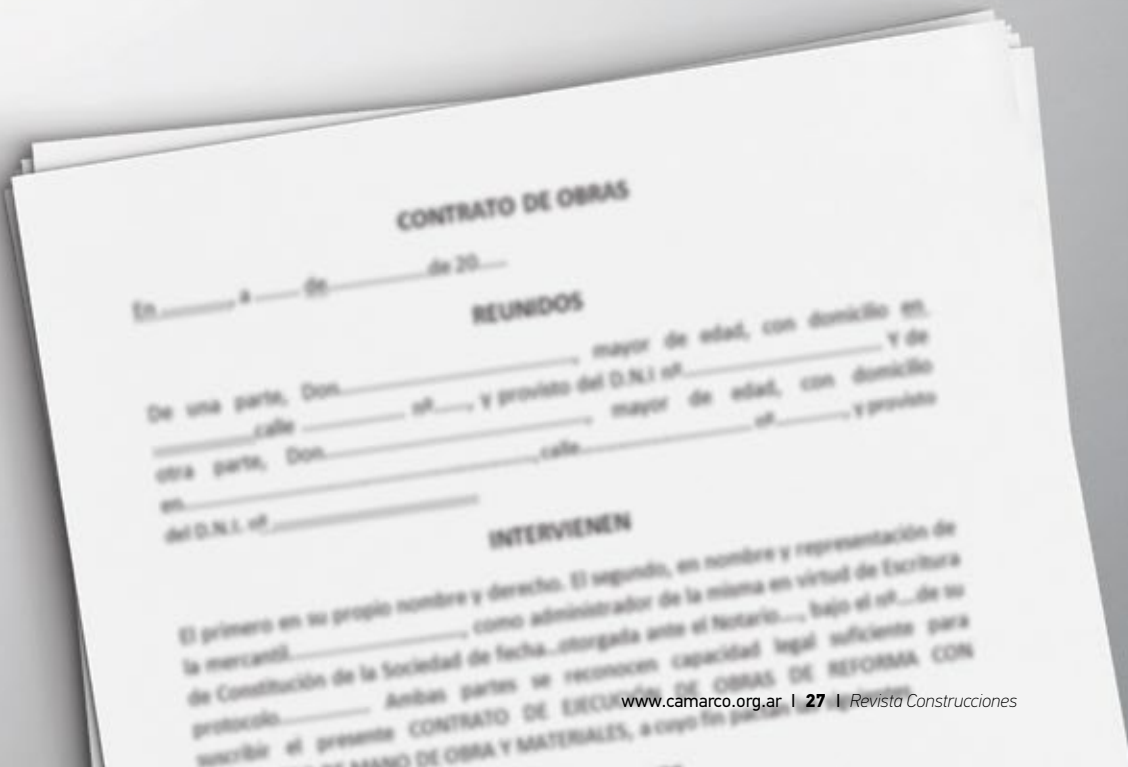 CONTRATO DE OBRAS
En............, a ....... de..................de 20.....
REUNIDOS
De una parte, Don..........................................., mayor de edad, con domicilio en
..................calle .................. nº......, y provisto del D.N.I nº................................... Y de
otra parte, Don..............................................., mayor de edad, con domicilio
en............................................................, calle.............................. nº............, y provisto
del D.N.I. nº ....................................
INTERVIENEN
El primero en su propio nombre y derecho. El segundo, en nombre y representación de
la mercantil..............................., como administrador de la misma en virtud de Escritura
de Constitución de la Sociedad de fecha...otorgada ante el Notario...., bajo el nº....de su
protocolo................ Ambas partes se reconocen capacidad legal suficiente para
suscribir el presente CONTRATO DE EJECUCIÓN DE OBRAS DE REFORMA CON
DE MANO DE OBRA Y MATERIALES, a cuyo fin
www.camarco.org.ar | 27 | Revista Construcciones